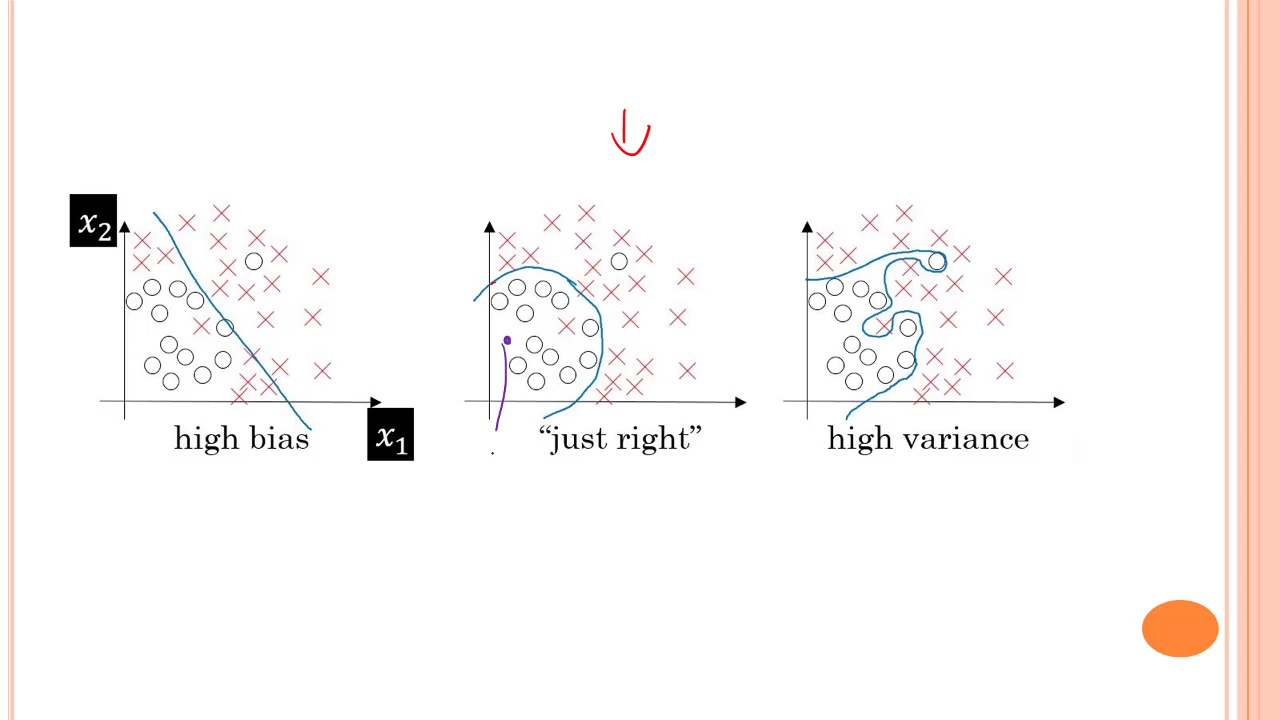 x₂
x₁
high bias
“just right”
high variance